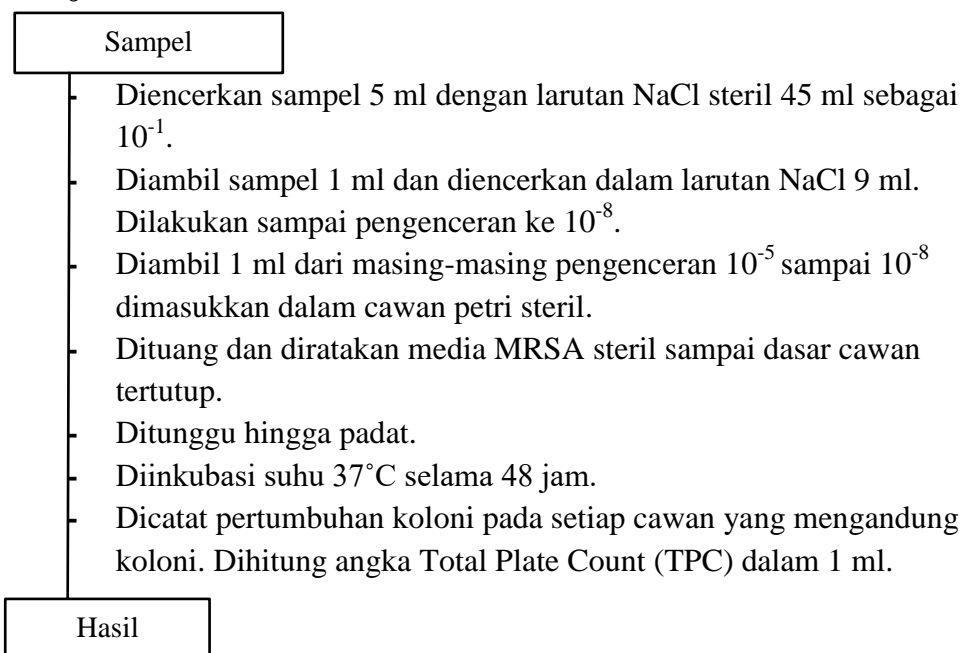 Sampel
- Diencerkan sampel 5 ml dengan larutan NaCl steril 45 ml sebagai
10⁻¹.
- Diambil sampel 1 ml dan diencerkan dalam larutan NaCl 9 ml.
Dilakukan sampai pengenceran ke 10⁻⁸.
- Diambil 1 ml dari masing-masing pengenceran 10⁻⁵ sampai 10⁻⁸
dimasukkan dalam cawan petri steril.
- Dituang dan diratakan media MRSA steril sampai dasar cawan
tertutup.
- Ditunggu hingga padat.
- Diinkubasi suhu 37˚C selama 48 jam.
- Dicatat pertumbuhan koloni pada setiap cawan yang mengandung
koloni. Dihitung angka Total Plate Count (TPC) dalam 1 ml.
Hasil